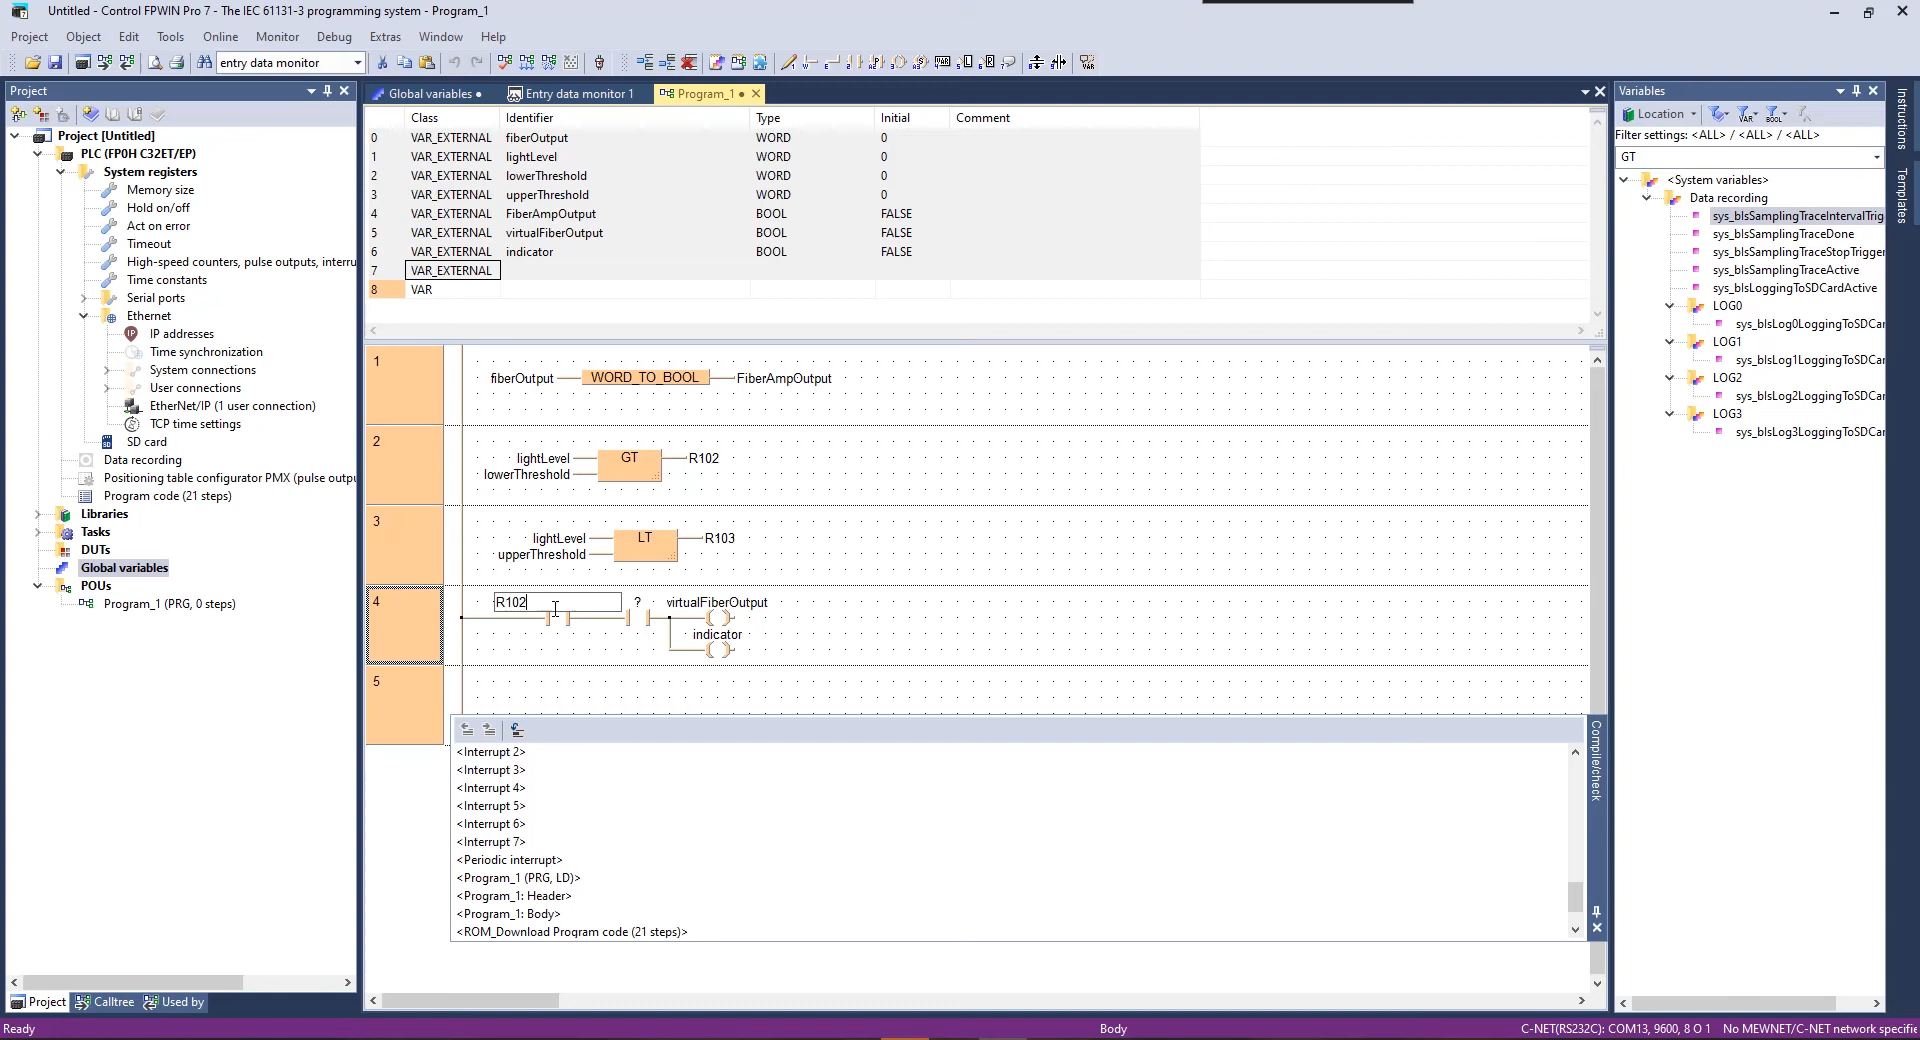 Untitled - Control FPWIN Pro 7 - The IEC 61131-3 programming system - Program_1
Project Object Edit Tools Online Monitor Debug Extras Window Help
entry data monitor
Project
Project [Untitled]
PLC (FP0H C32ET/EP)
System registers
Memory size
Hold on/off
Act on error
Timeout
High-speed counters, pulse outputs, interru
Time constants
Serial ports
Ethernet
IP addresses
Time synchronization
System connections
User connections
EtherNet/IP (1 user connection)
TCP time settings
SD card
Data recording
Positioning table configurator PMX (pulse outpu
Program code (21 steps)
Libraries
Tasks
DUTs
Global variables
POUs
Program_1 (PRG, 0 steps)
Project Calltree Used by
Global variables Entry data monitor 1 Program_1
Class Identifier Type Initial Comment
0 VAR_EXTERNAL fiberOutput WORD 0
1 VAR_EXTERNAL lightLevel WORD 0
2 VAR_EXTERNAL lowerThreshold WORD 0
3 VAR_EXTERNAL upperThreshold WORD 0
4 VAR_EXTERNAL FiberAmpOutput BOOL FALSE
5 VAR_EXTERNAL virtualFiberOutput BOOL FALSE
6 VAR_EXTERNAL indicator BOOL FALSE
7 VAR_EXTERNAL
8 VAR
1
fiberOutput WORD_TO_BOOL FiberAmpOutput
2
lightLevel GT R102
lowerThreshold
3
lightLevel LT R103
upperThreshold
4
R102 ? virtualFiberOutput
indicator
5
<Interrupt 2>
<Interrupt 3>
<Interrupt 4>
<Interrupt 5>
<Interrupt 6>
<Interrupt 7>
<Periodic interrupt>
<Program_1 (PRG, LD)>
<Program_1: Header>
<Program_1: Body>
<ROM_Download Program code (21 steps)>
Compile/check
Variables
Location
Filter settings: <ALL> / <ALL> / <ALL>
GT
<System variables>
Data recording
sys_bIsSamplingTraceIntervalTrig
sys_bIsSamplingTraceDone
sys_bIsSamplingTraceStopTrigger
sys_bIsSamplingTraceActive
sys_bIsLoggingToSDCardActive
LOG0
sys_bIsLog0LoggingToSDCar
LOG1
sys_bIsLog1LoggingToSDCar
LOG2
sys_bIsLog2LoggingToSDCar
LOG3
sys_bIsLog3LoggingToSDCar
Instructions
Templates
Ready
Body
C-NET(RS232C): COM13, 9600, 8 O 1 No MEWNET/C-NET network specifie